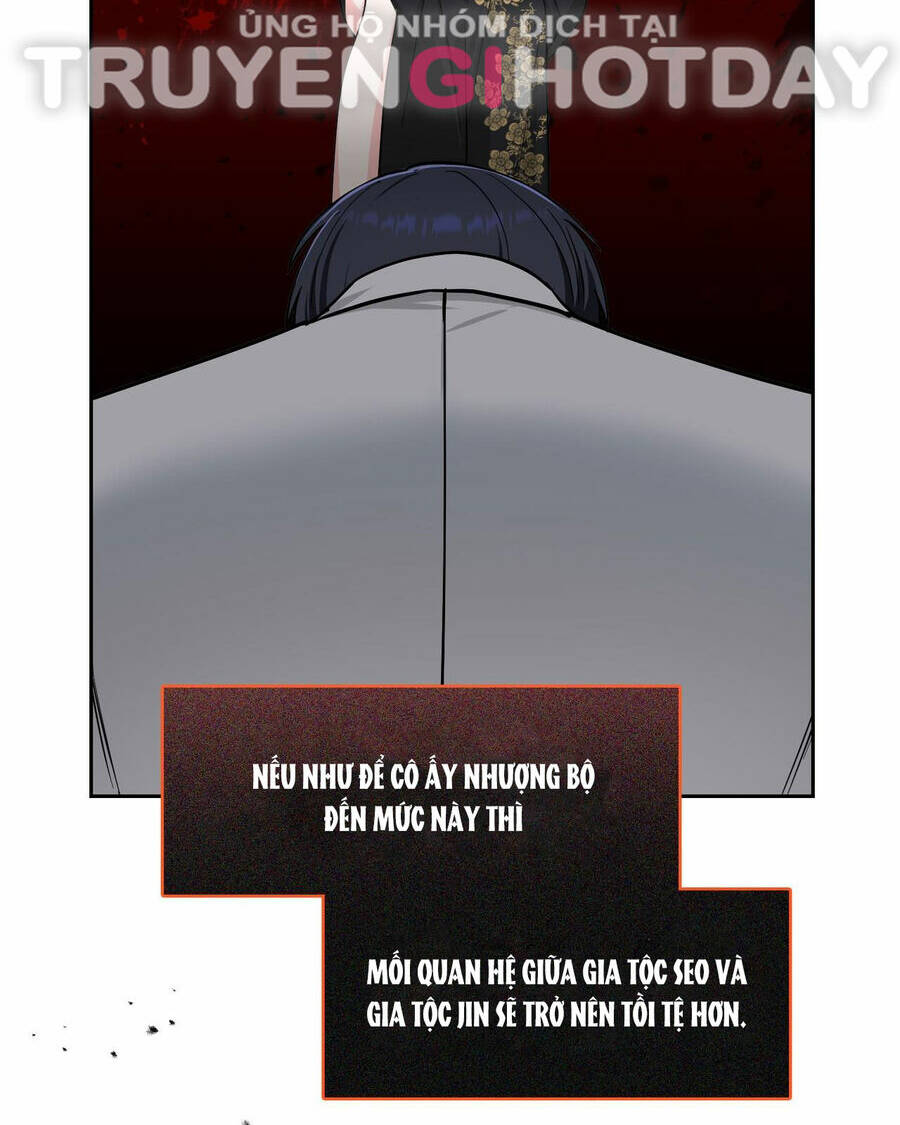 ỦNG HỘ NHÓM DỊCH TẠI
TRUYENGIHOTDAY
NẾU NHƯ ĐỂ CÔ ẤY NHƯỢNG BỘ
ĐẾN MỨC NÀY THÌ
MỐI QUAN HỆ GIỮA GIA TỘC SEO VÀ
GIA TỘC JIN SẼ TRỞ NÊN TỒI TỆ HƠN.